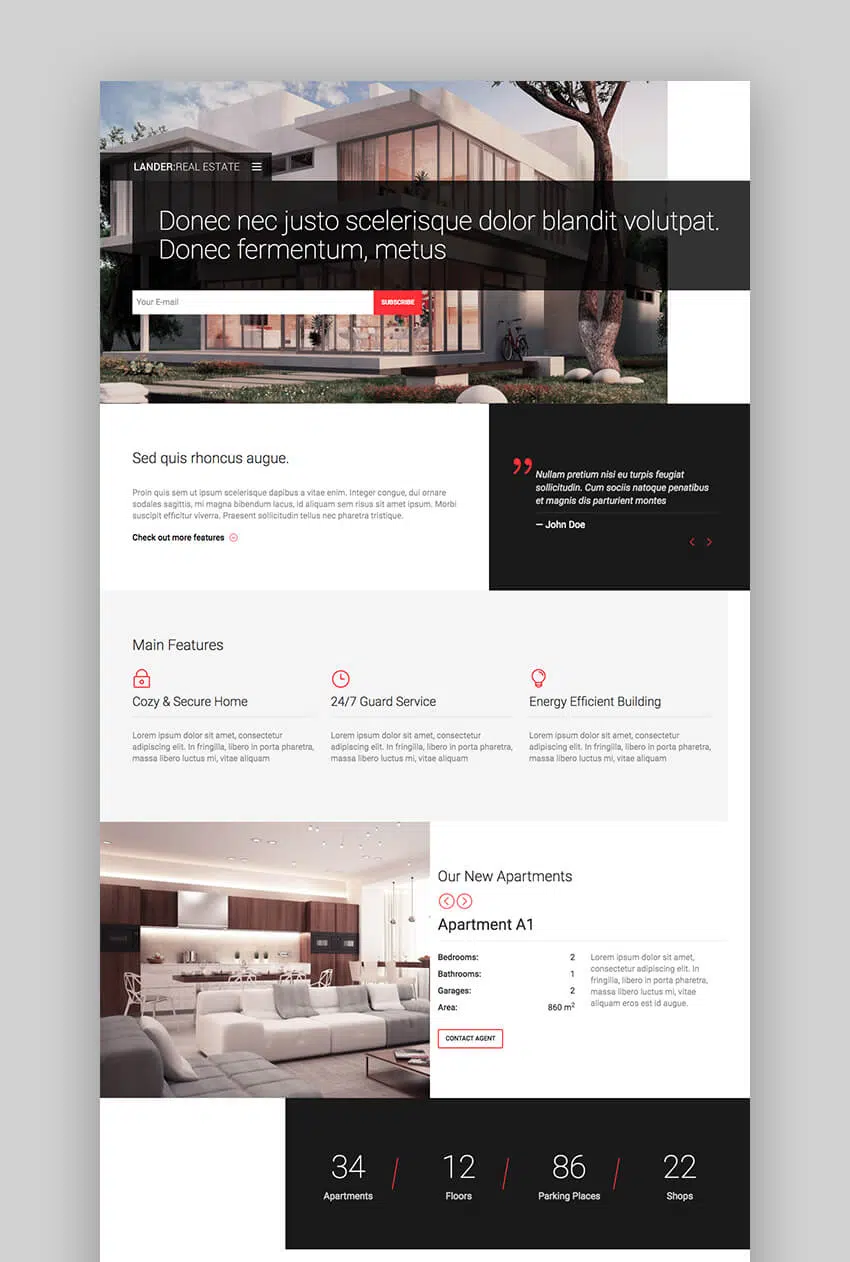 LANDER:REAL ESTATE
Donec nec justo scelerisque dolor blandit volutpat.
Donec fermentum, metus
Your E-mail
SUBSCRIBE
Sed quis rhoncus augue.
Proin quis sem ut ipsum scelerisque dapibus a vitae enim. Integer congue, dui ornare
sodales sagittis, mi magna bibendum lacus, id aliquam sem risus sit amet ipsum. Morbi
suscipit efficitur viverra. Praesent sollicitudin tellus nec pharetra tristique.
Check out more features
Nullam pretium nisi eu turpis feugiat
sollicitudin. Cum sociis natoque penatibus
et magnis dis parturient montes
— John Doe
Main Features
Cozy & Secure Home
Lorem ipsum dolor sit amet, consectetur
adipiscing elit. In fringilla, libero in porta pharetra,
massa libero luctus mi, vitae aliquam
24/7 Guard Service
Lorem ipsum dolor sit amet, consectetur
adipiscing elit. In fringilla, libero in porta pharetra,
massa libero luctus mi, vitae aliquam
Energy Efficient Building
Lorem ipsum dolor sit amet, consectetur
adipiscing elit. In fringilla, libero in porta pharetra,
massa libero luctus mi, vitae aliquam
Our New Apartments
Apartment A1
Bedrooms: 2
Bathrooms: 1
Garages: 2
Area: 860 m²
Lorem ipsum dolor sit amet,
consectetur adipiscing elit. In
fringilla, libero in porta pharetra,
massa libero luctus mi, vitae
aliquam eros est id augue.
CONTACT AGENT
34
Apartments
12
Floors
86
Parking Places
22
Shops